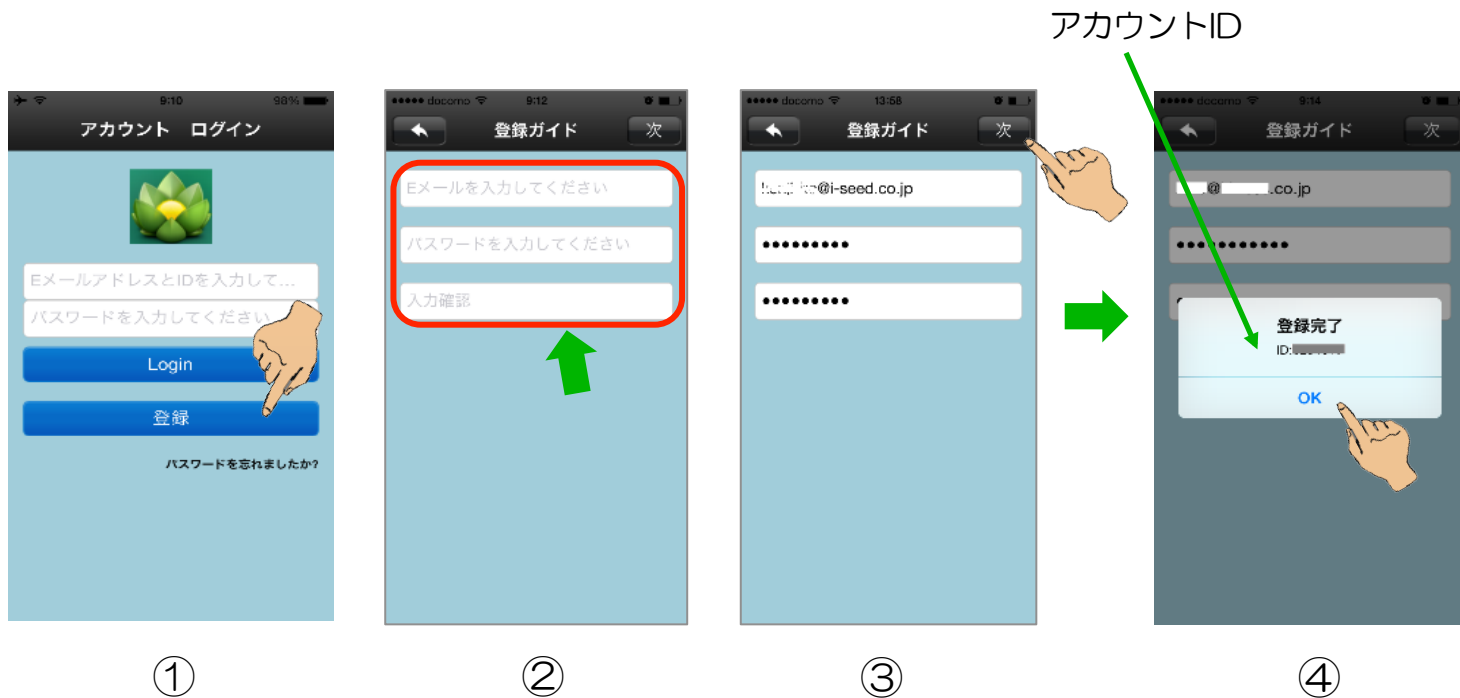 アカウントID
9:10
98%
アカウント ログイン
Eメールアドレスと IDを入力して...
パスワードを入力してください
Login
登録
パスワードを忘れましたか?
①
docomo
9:12
登録ガイド
次
Eメールを入力してください
パスワードを入力してください
入力確認
②
docomo
13:58
登録ガイド
次
@i-seed.co.jp
●●●●●●●●●
●●●●●●●●●
③
docomo
9:14
登録ガイド
次
@ .co.jp
●●●●●●●●●●●
登録完了
ID:
OK
④